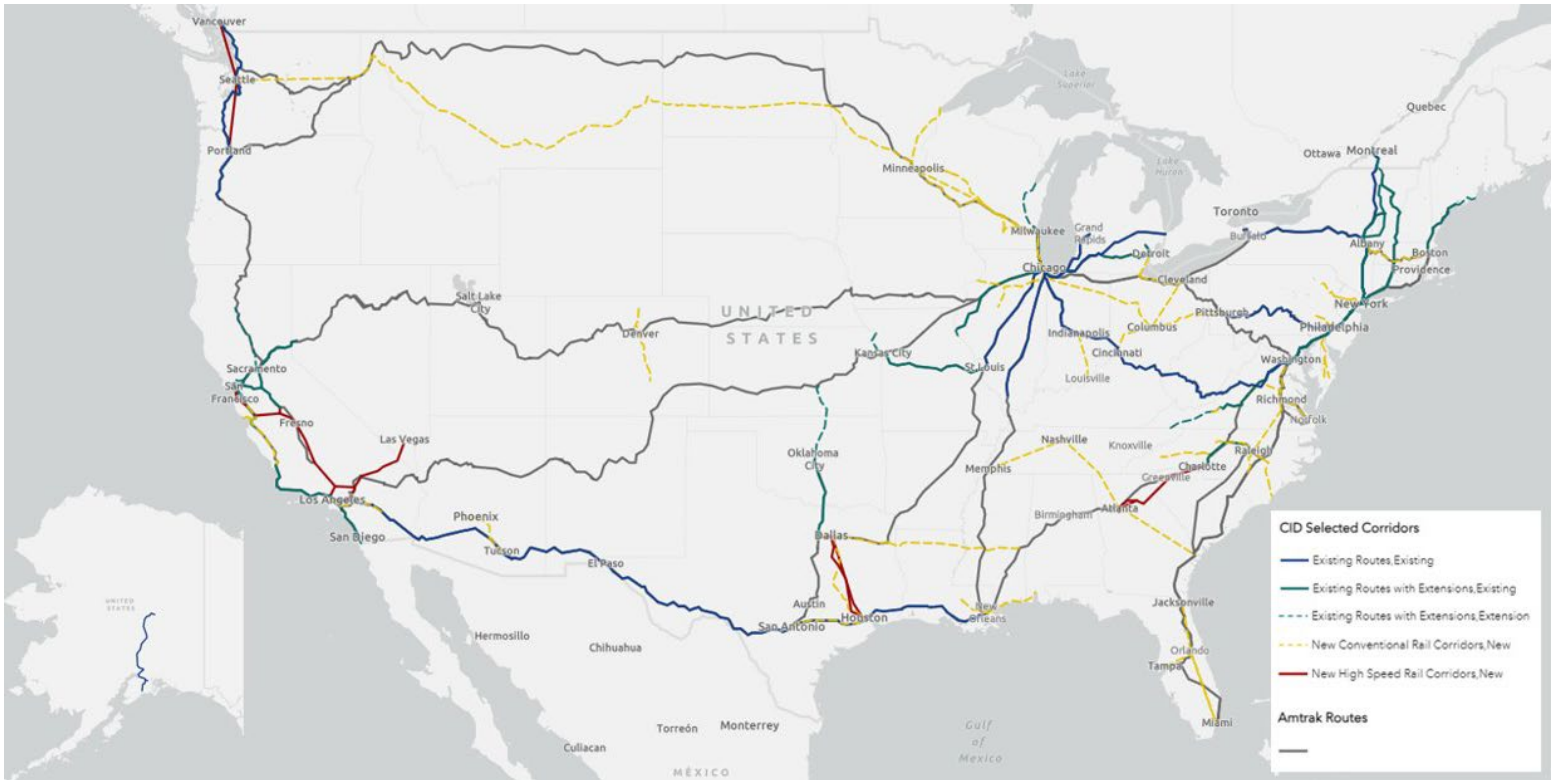 Vancouver
Seattle
Portland
Lake
Superior
Quebec
Ottawa
Montreal
Minneapolis
Lake
Huron
Toronto
Milwaukee
Grand
Rapids
Buffalo
Albany
Boston
Detroit
Providence
Chicago
Cleveland
New York
Salt Lake
City
UNITED
STATES
Denver
Pittsburgh
Philadelphia
Columbus
Indianapolis
Cincinnati
Washington
Kansas City
St Louis
Louisville
Sacramento
San
Francisco
Fresno
Las Vegas
Richmond
Norfolk
Nashville
Knoxville
Raleigh
Oklahoma
City
Memphis
Charlotte
Greenville
Los Angeles
Atlanta
Birmingham
Phoenix
San Diego
Tucson
Dallas
El Paso
Austin
Houston
San Antonio
New
Orleans
Jacksonville
Orlando
Tampa
Miami
Hermosillo
Chihuahua
Torreón
Monterrey
Culiacan
MÉXICO
Gulf
of
Mexico
UNITED
STATES
CID Selected Corridors
Existing Routes,Existing
Existing Routes with Extensions,Existing
Existing Routes with Extensions,Extension
New Conventional Rail Corridors,New
New High Speed Rail Corridors,New
Amtrak Routes